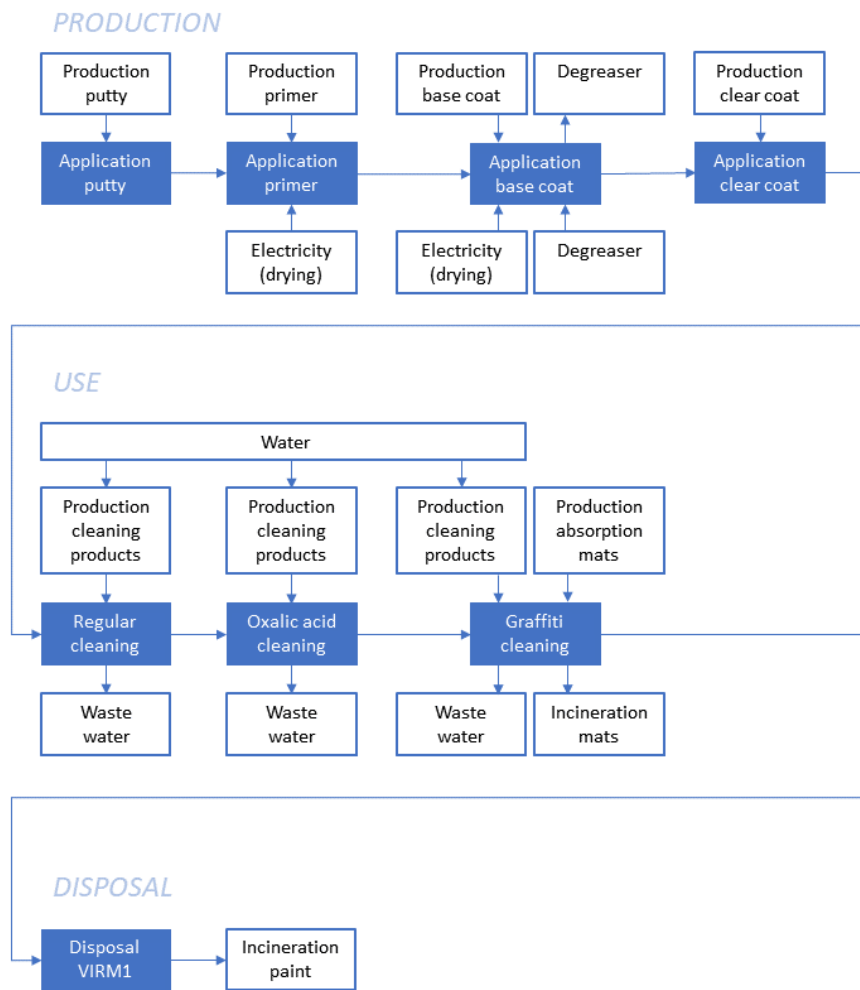 PRODUCTION
Production
putty
Production
primer
Production
base coat
Degreaser
Production
clear coat
Application
putty
Application
primer
Application
base coat
Application
clear coat
Electricity
(drying)
Electricity
(drying)
Degreaser
USE
Water
Production
cleaning
products
Production
cleaning
products
Production
cleaning
products
Production
absorption
mats
Regular
cleaning
Oxalic acid
cleaning
Graffiti
cleaning
Waste
water
Waste
water
Waste
water
Incineration
mats
DISPOSAL
Disposal
VIRM1
Incineration
paint